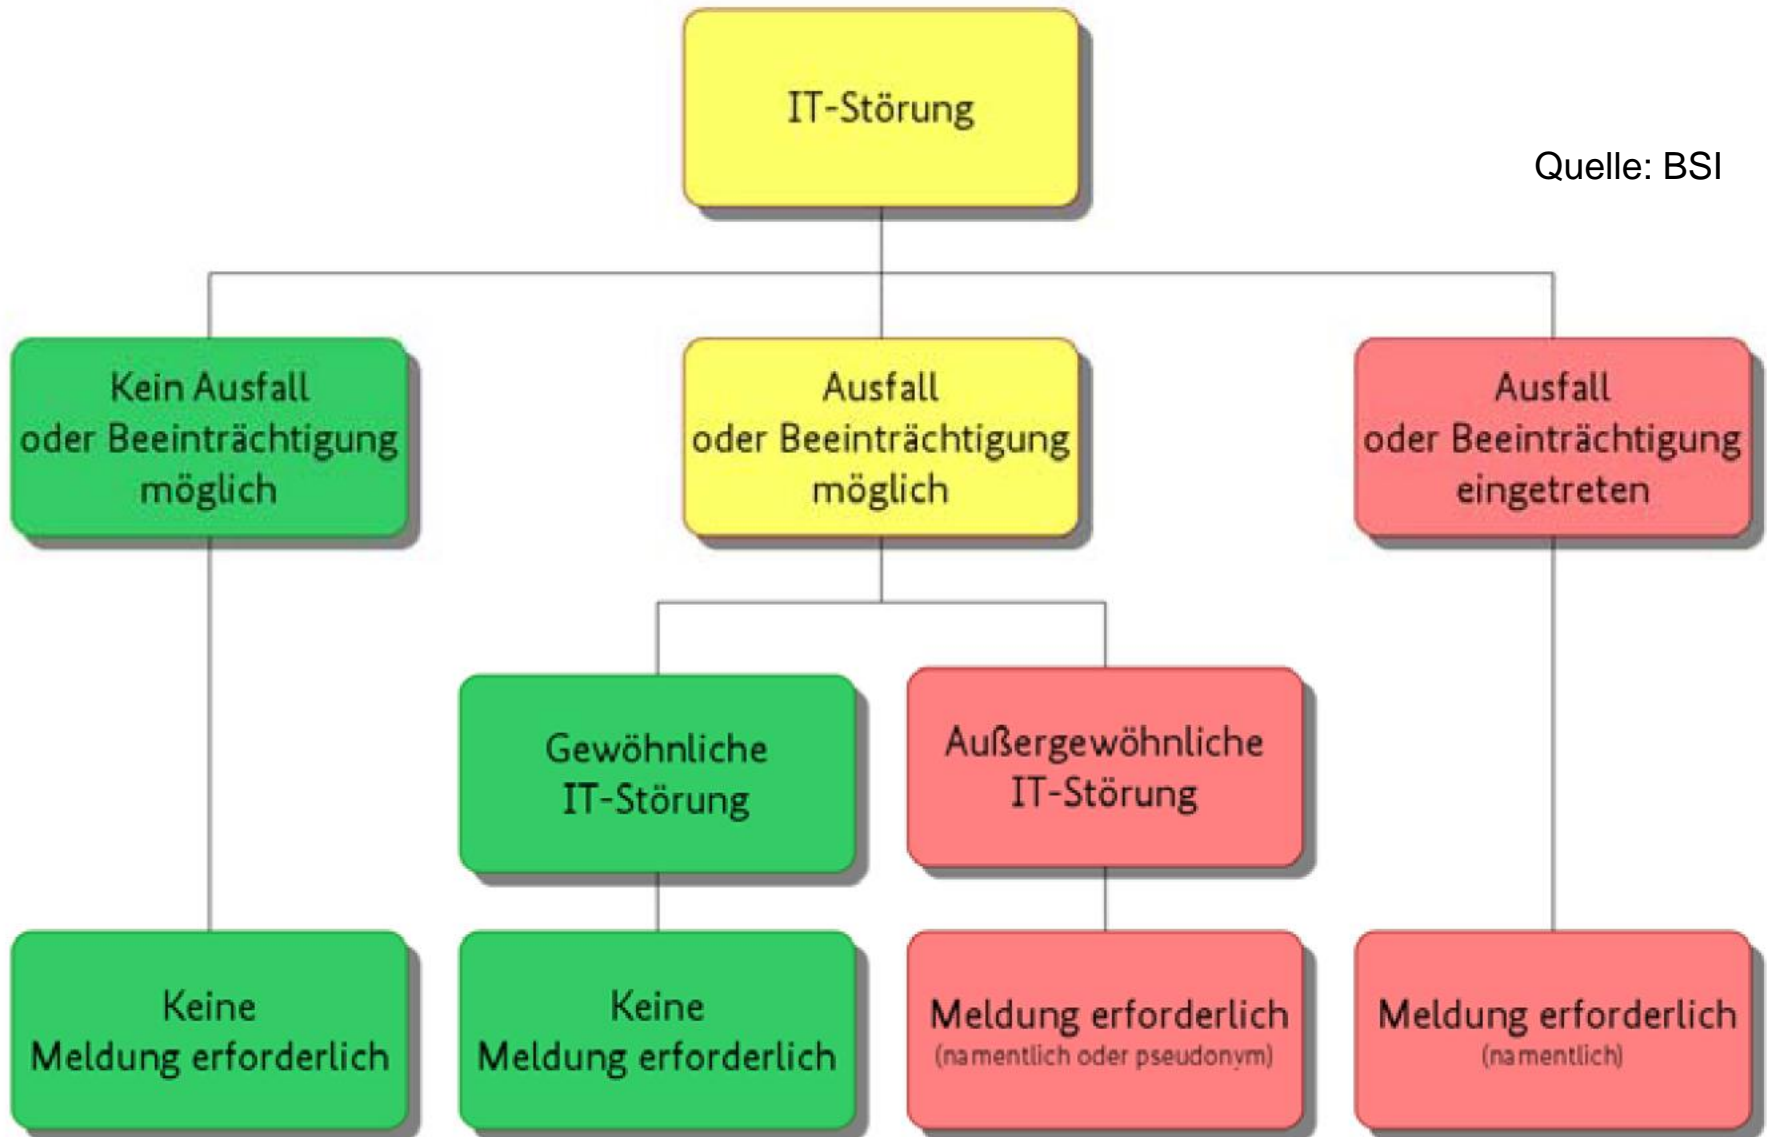 IT-Störung
Quelle: BSI
Kein Ausfall
oder Beeinträchtigung
möglich
Ausfall
oder Beeinträchtigung
möglich
Ausfall
oder Beeinträchtigung
eingetreten
Gewöhnliche
IT-Störung
Außergewöhnliche
IT-Störung
Keine
Meldung erforderlich
Keine
Meldung erforderlich
Meldung erforderlich
(namentlich oder pseudonym)
Meldung erforderlich
(namentlich)